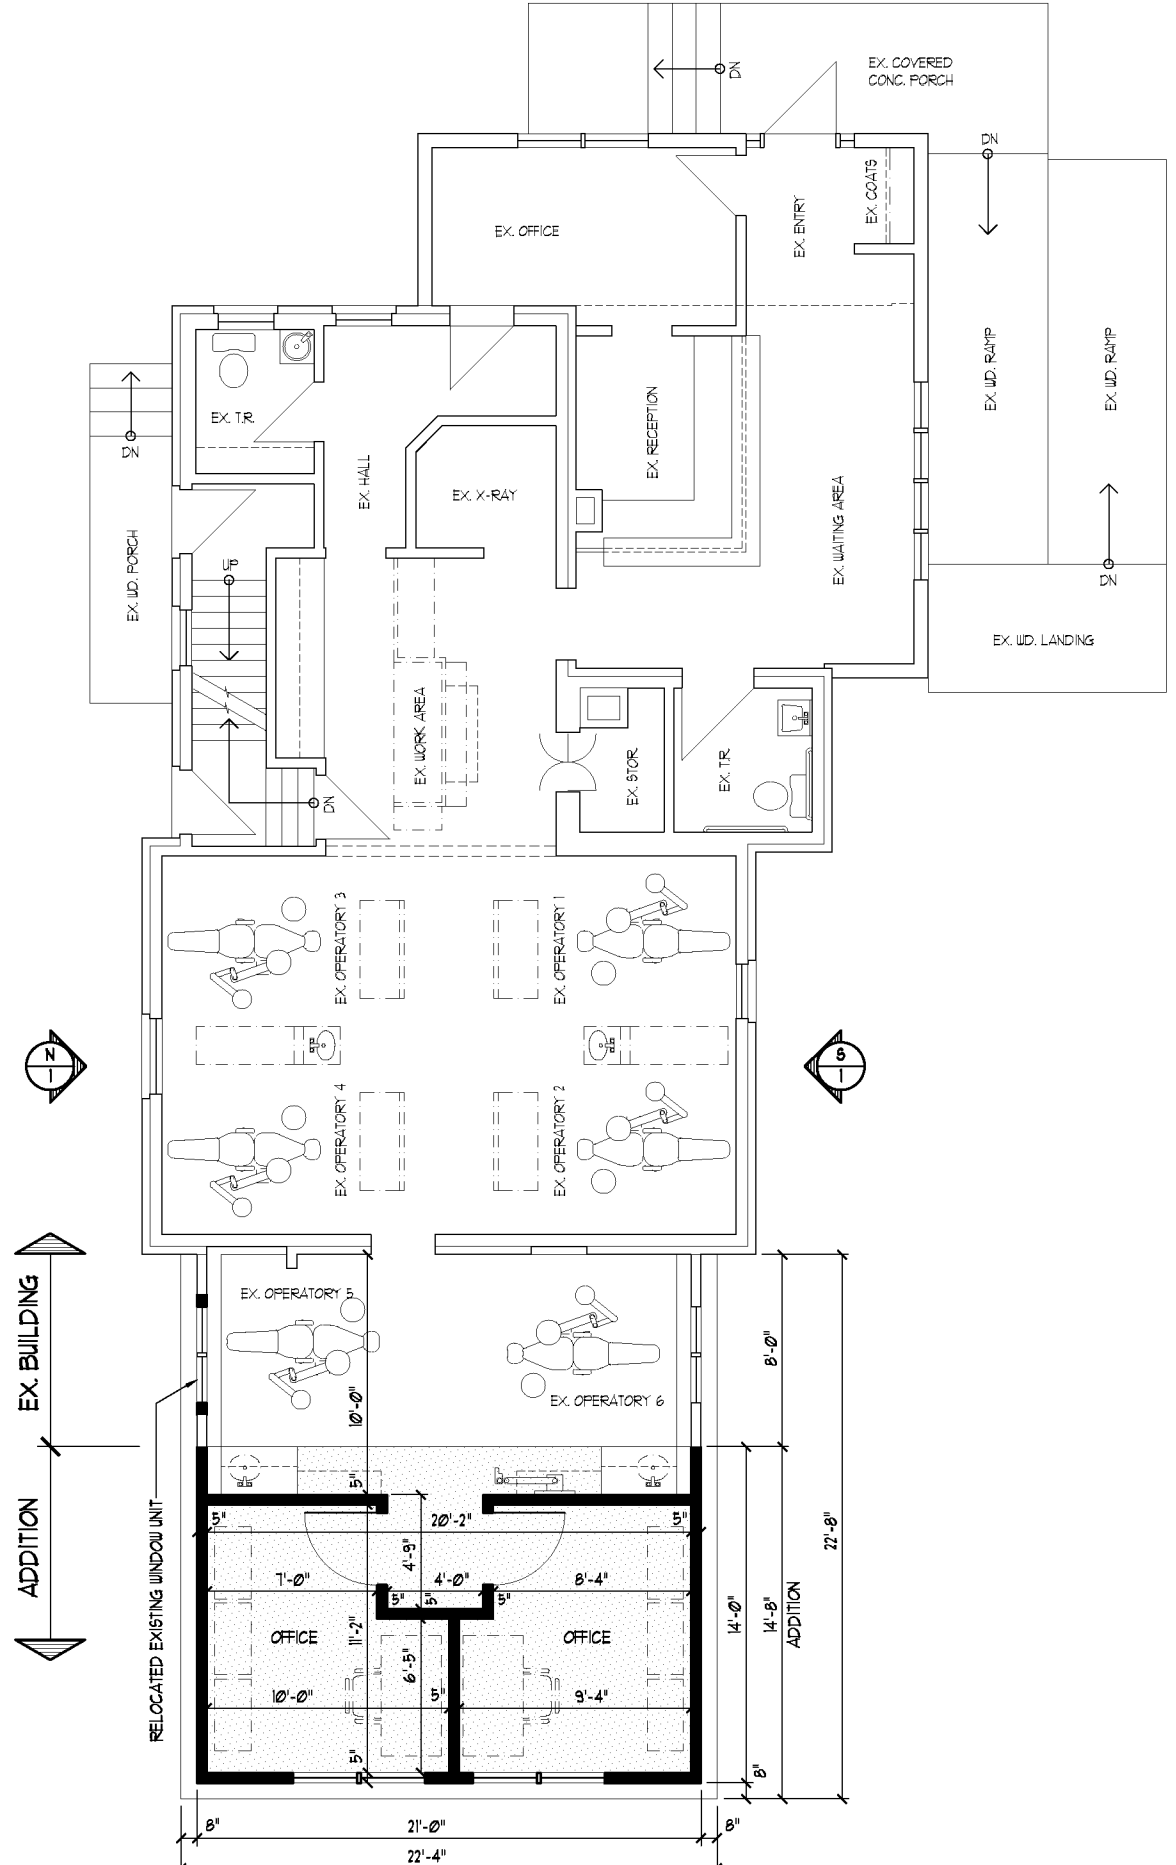 EX. COVERED
CONC. PORCH
DN
DN
EX. COATS
EX. ENTRY
EX. OFFICE
EX. WD. RAMP
EX. WD. RAMP
EX. T.R.
DN
EX. RECEPTION
EX. HALL
EX. X-RAY
EX. WAITING AREA
EX. WD. PORCH
UP
DN
EX. WD. LANDING
EX. WORK AREA
EX. STOR
EX. T.R
DN
EX. OPERATORY 3
EX. OPERATORY 1
N
1
S
1
EX. OPERATORY 4
EX. OPERATORY 2
EX. BUILDING
EX. OPERATORY 5
8'-0"
10'-0"
EX. OPERATORY 6
ADDITION
RELOCATED EXISTING WINDOW UNIT
5"
5"
20'-2"
5"
22'-8"
4'-9"
7'-0"
4'-0"
8'-4"
5"
5"
5"
14'-0"
14'-8"
ADDITION
OFFICE
11'-2"
OFFICE
6'-5"
10'-0"
5"
9'-4"
5"
8"
8"
21'-0"
8"
22'-4"